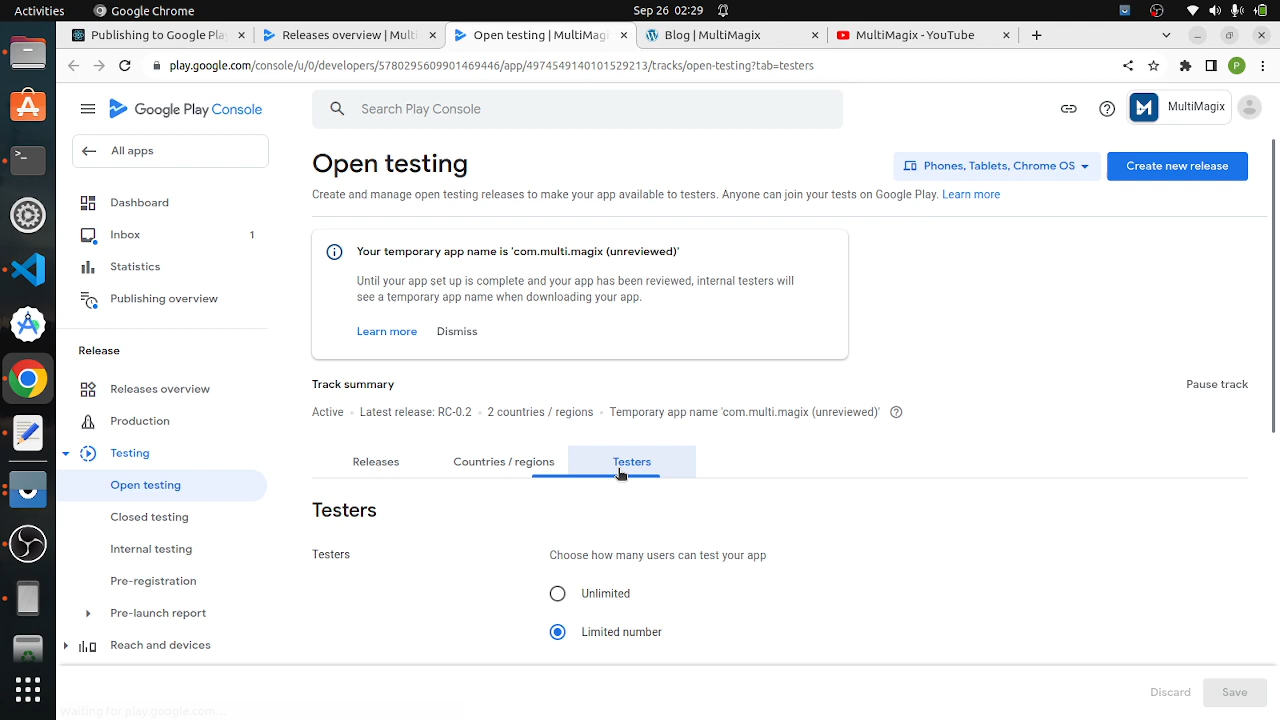 Activities
Google Chrome
Sep 26 02:29
Publishing to Google Pla
Releases overview | Multi
Open testing | MultiMagi
Blog | MultiMagix
MultiMagix - YouTube
play.google.com/console/u/0/developers/5780295609901469446/app/4974549140101529213/tracks/open-testing?tab=testers
P
Google Play Console
Search Play Console
MultiMagix
All apps
Open testing
Phones, Tablets, Chrome OS
Create new release
Create and manage open testing releases to make your app available to testers. Anyone can join your tests on Google Play. Learn more
Dashboard
Inbox
1
Statistics
Publishing overview
Your temporary app name is 'com.multi.magix (unreviewed)'
Until your app set up is complete and your app has been reviewed, internal testers will
see a temporary app name when downloading your app.
Learn more
Dismiss
Release
Releases overview
Production
Testing
Open testing
Closed testing
Internal testing
Pre-registration
Pre-launch report
Reach and devices
Track summary
Pause track
Active • Latest release: RC-0.2 • 2 countries / regions • Temporary app name 'com.multi.magix (unreviewed)'
Releases
Countries / regions
Testers
Testers
Testers
Choose how many users can test your app
Unlimited
Limited number
Discard
Save
Waiting for play.google.com...